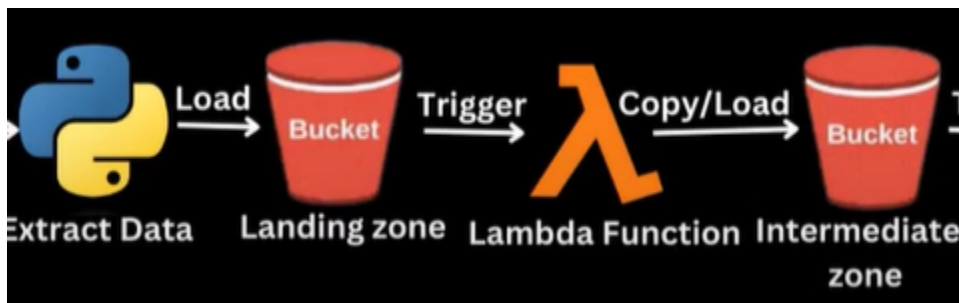 Load
Bucket
Trigger
Copy/Load
Bucket
T
Extract Data
Landing zone
Lambda Function
Intermediate
zone